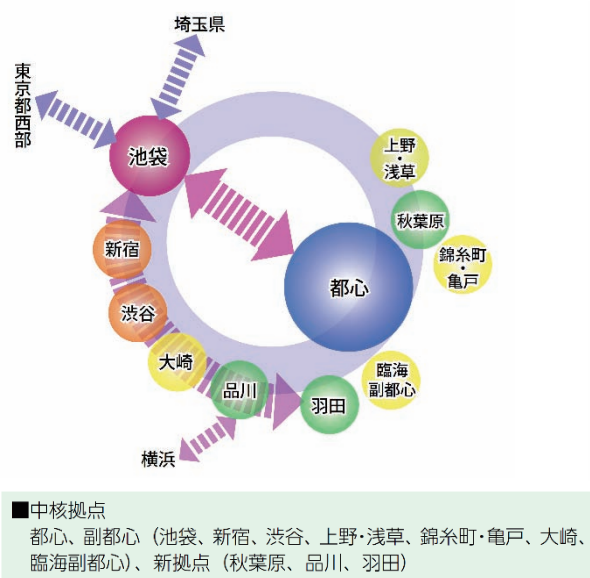 埼玉県
東京都西部
池袋
上野
・
浅草
秋葉原
新宿
錦糸町
・
亀戸
都心
渋谷
大崎
臨海
副都心
品川
羽田
横浜
■中核拠点
都心、副都心（池袋、新宿、渋谷、上野・浅草、錦糸町・亀戸、大崎、
臨海副都心）、新拠点（秋葉原、品川、羽田）